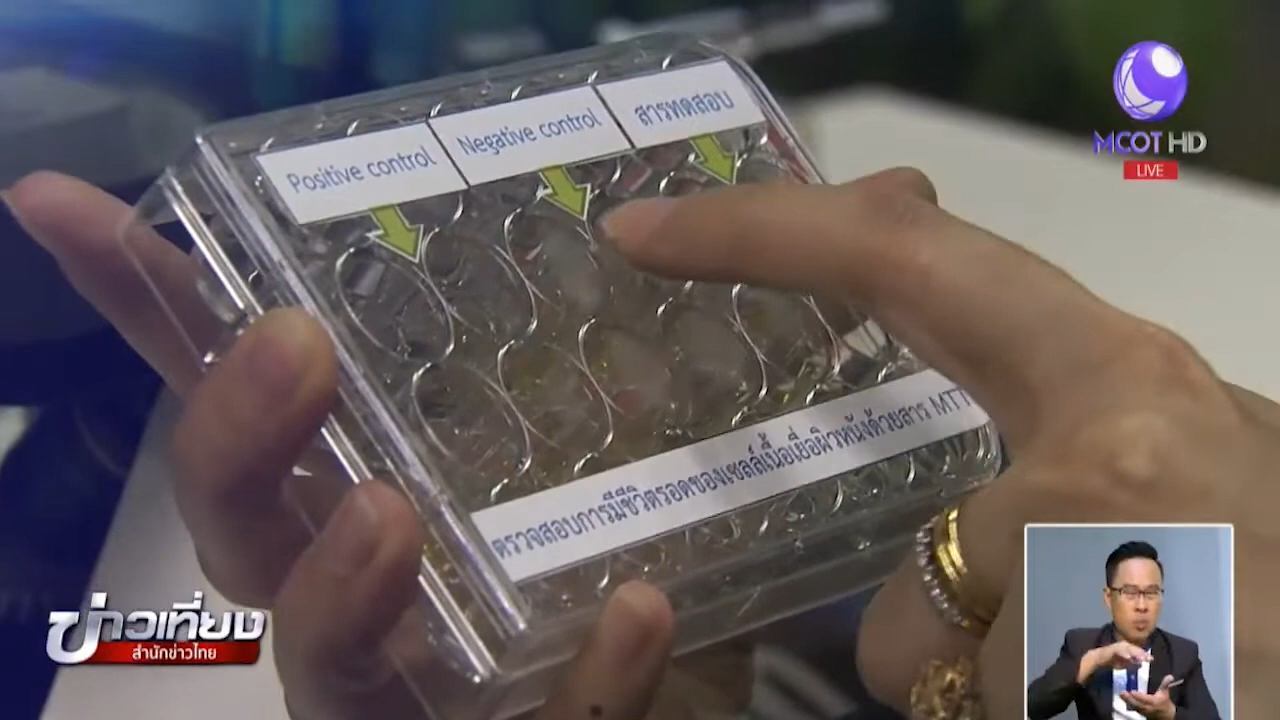 Positive control
Negative control
สารทดสอบ
ตรวจสอบการมีชีวิตรอดของเซลล์เนื้อเยื่อผิวหนังด้วยสาร MTT
MCOT HD
LIVE
ข่าวเที่ยง
สำนักข่าวไทย